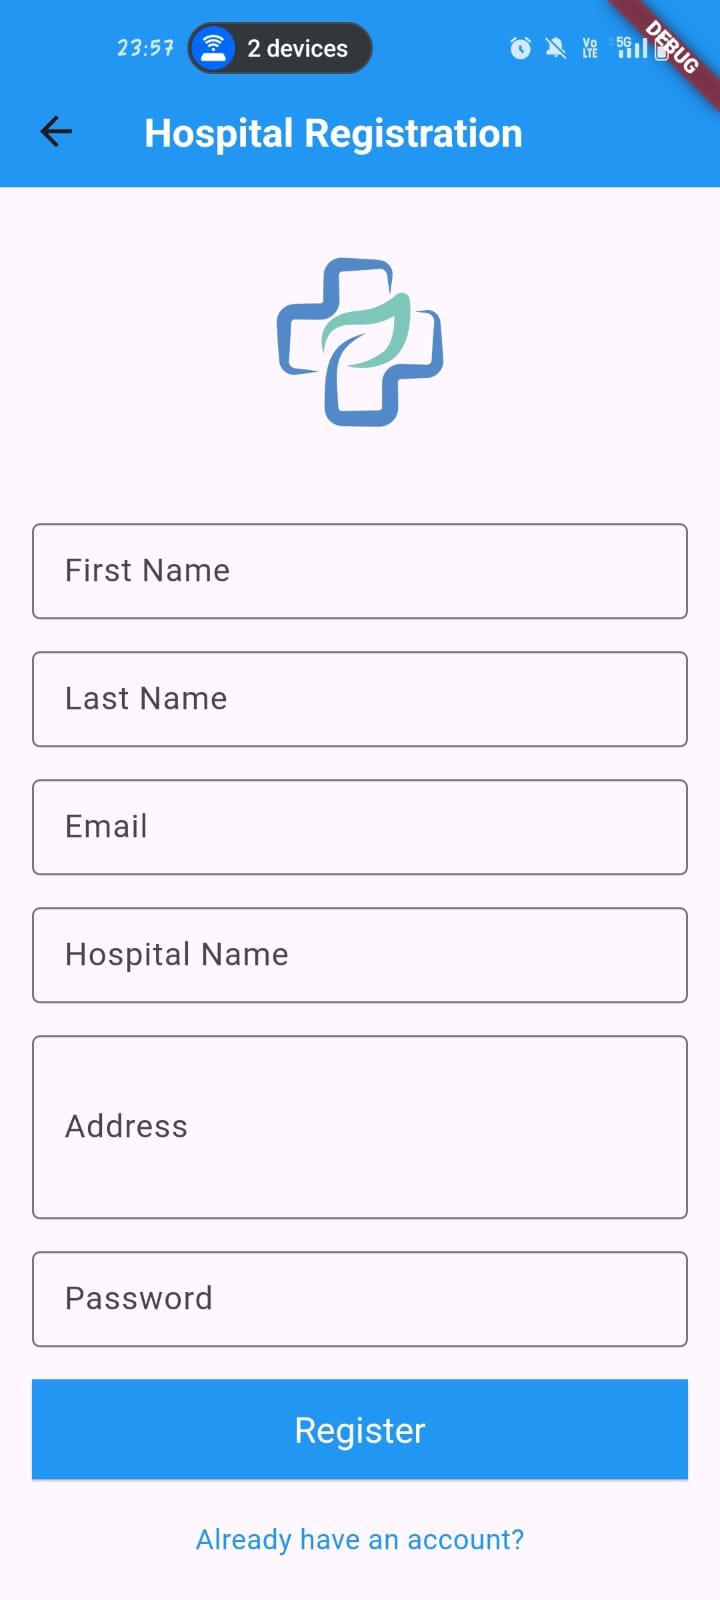 23:57 2 devices Vo LTE 5G DEBUG
Hospital Registration
First Name
Last Name
Email
Hospital Name
Address
Password
Register
Already have an account?